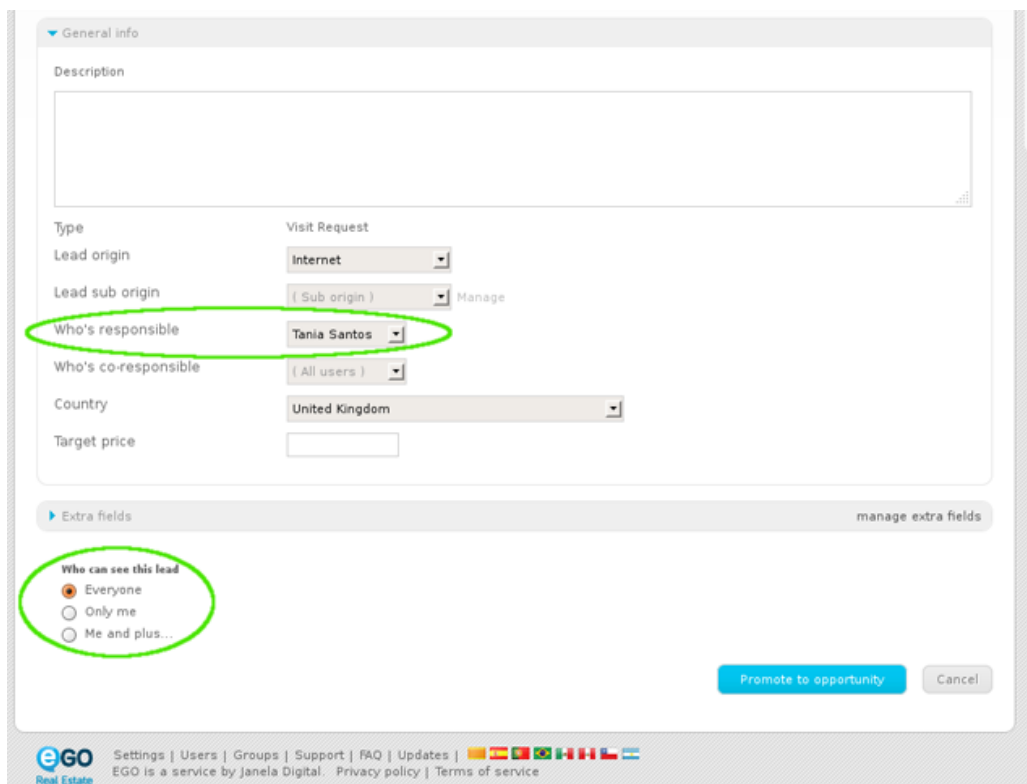 General info
Description
Type Visit Request
Lead origin Internet
Lead sub origin ( Sub origin ) Manage
Who's responsible Tania Santos
Who's co-responsible ( All users )
Country United Kingdom
Target price
Extra fields manage extra fields
Who can see this lead
Everyone
Only me
Me and plus...
Promote to opportunity Cancel
eGO Settings | Users | Groups | Support | FAQ | Updates |
Real Estate EGO is a service by Janela Digital. Privacy policy | Terms of service